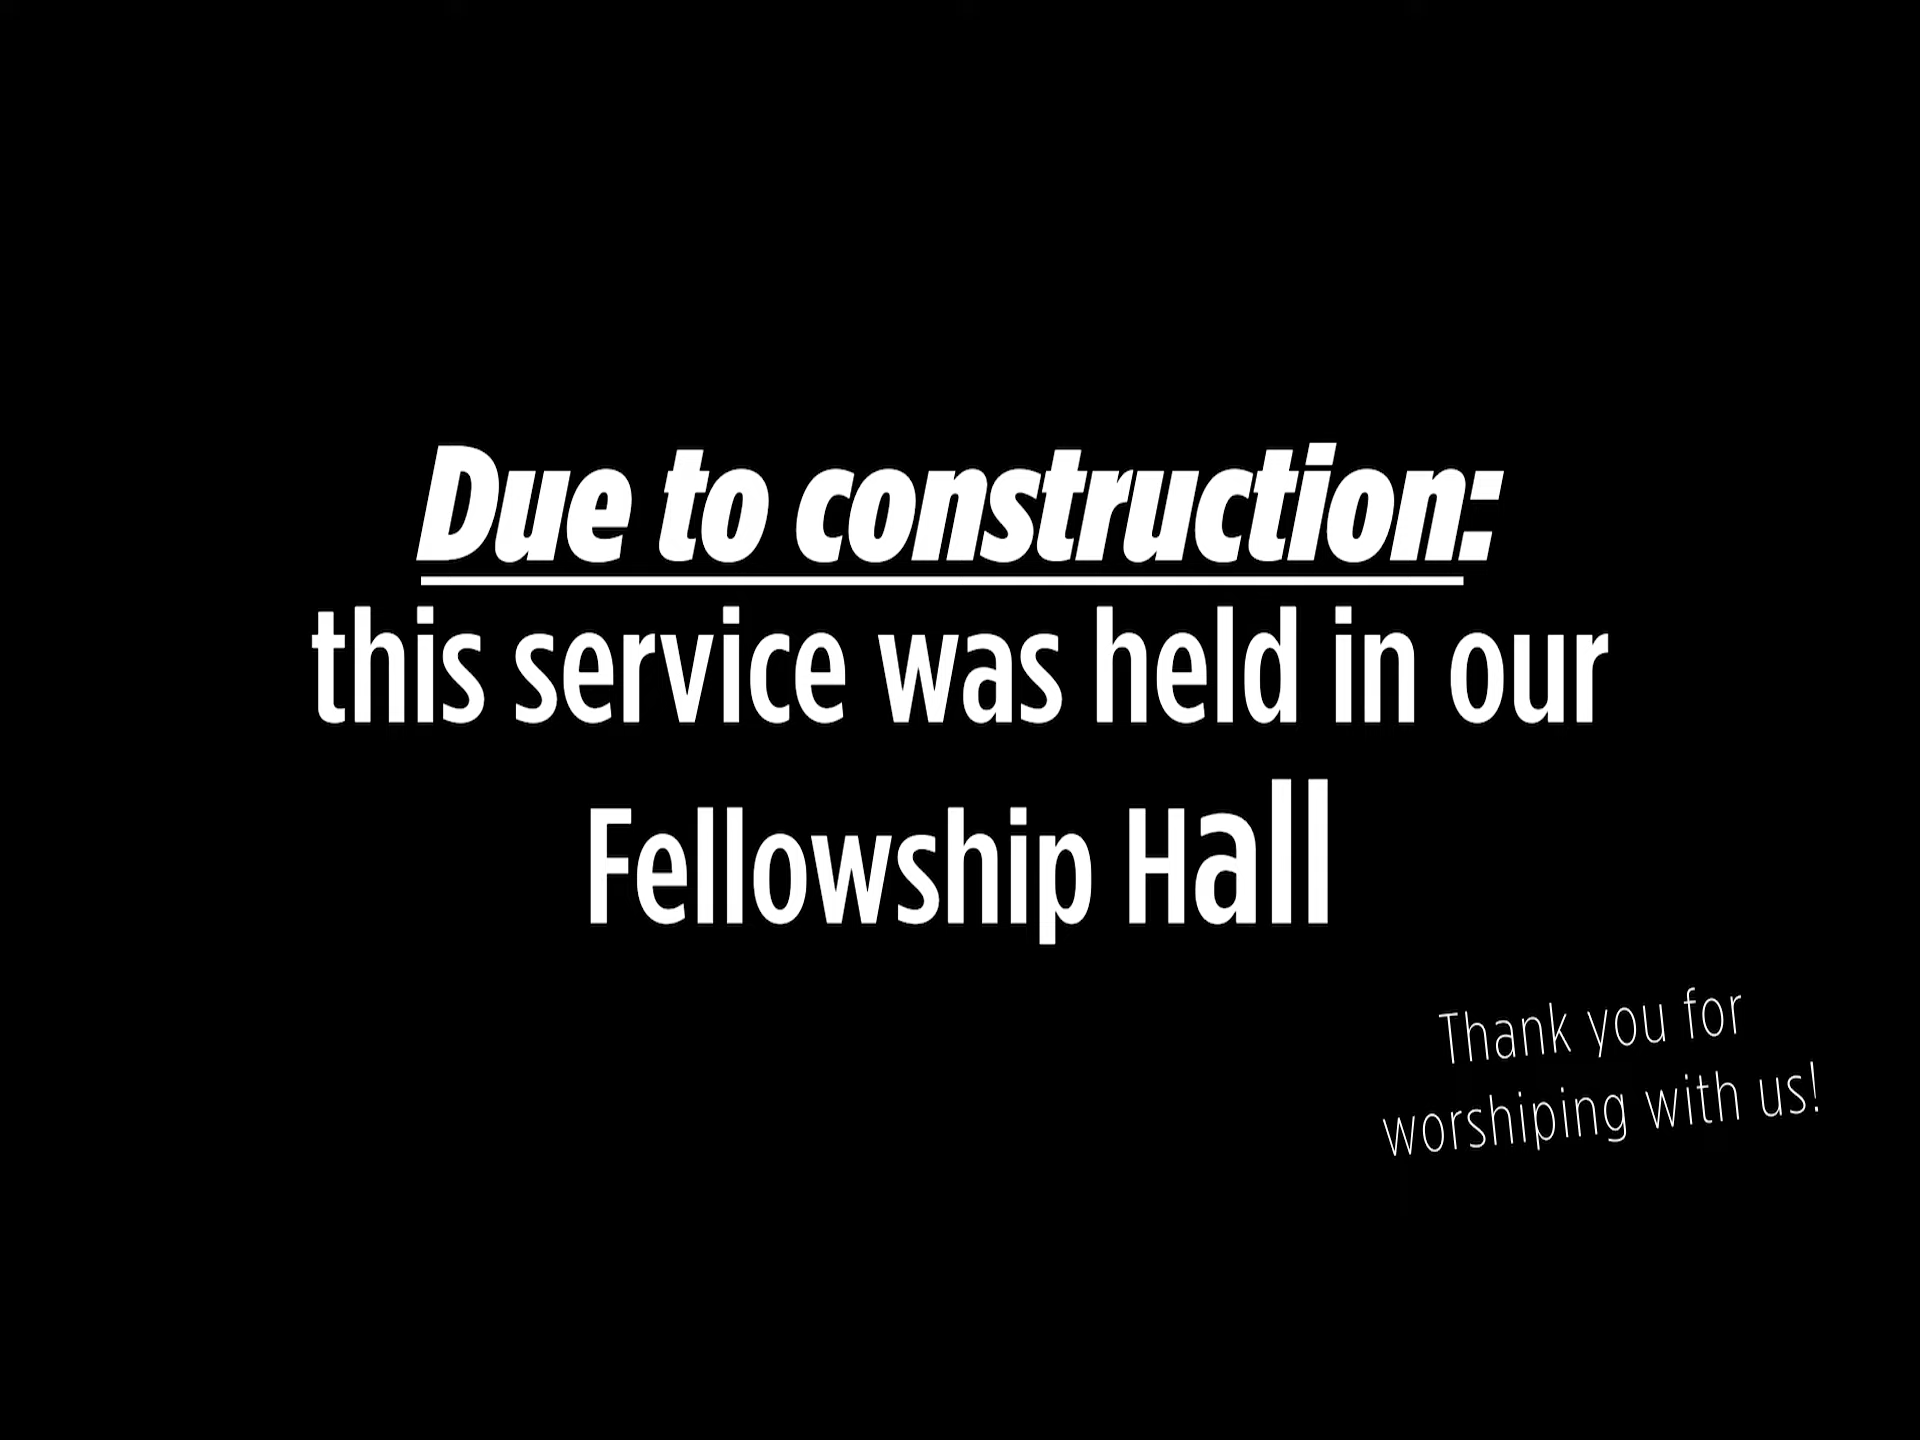 Due to construction:
this service was held in our
Fellowship Hall
Thank you for
worshiping with us!